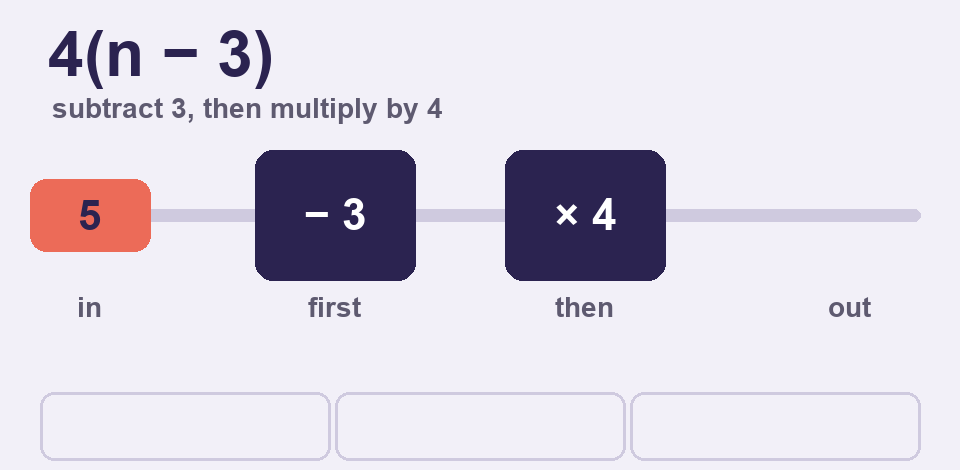 4(n − 3)
subtract 3, then multiply by 4
5
− 3
× 4
in
first
then
out